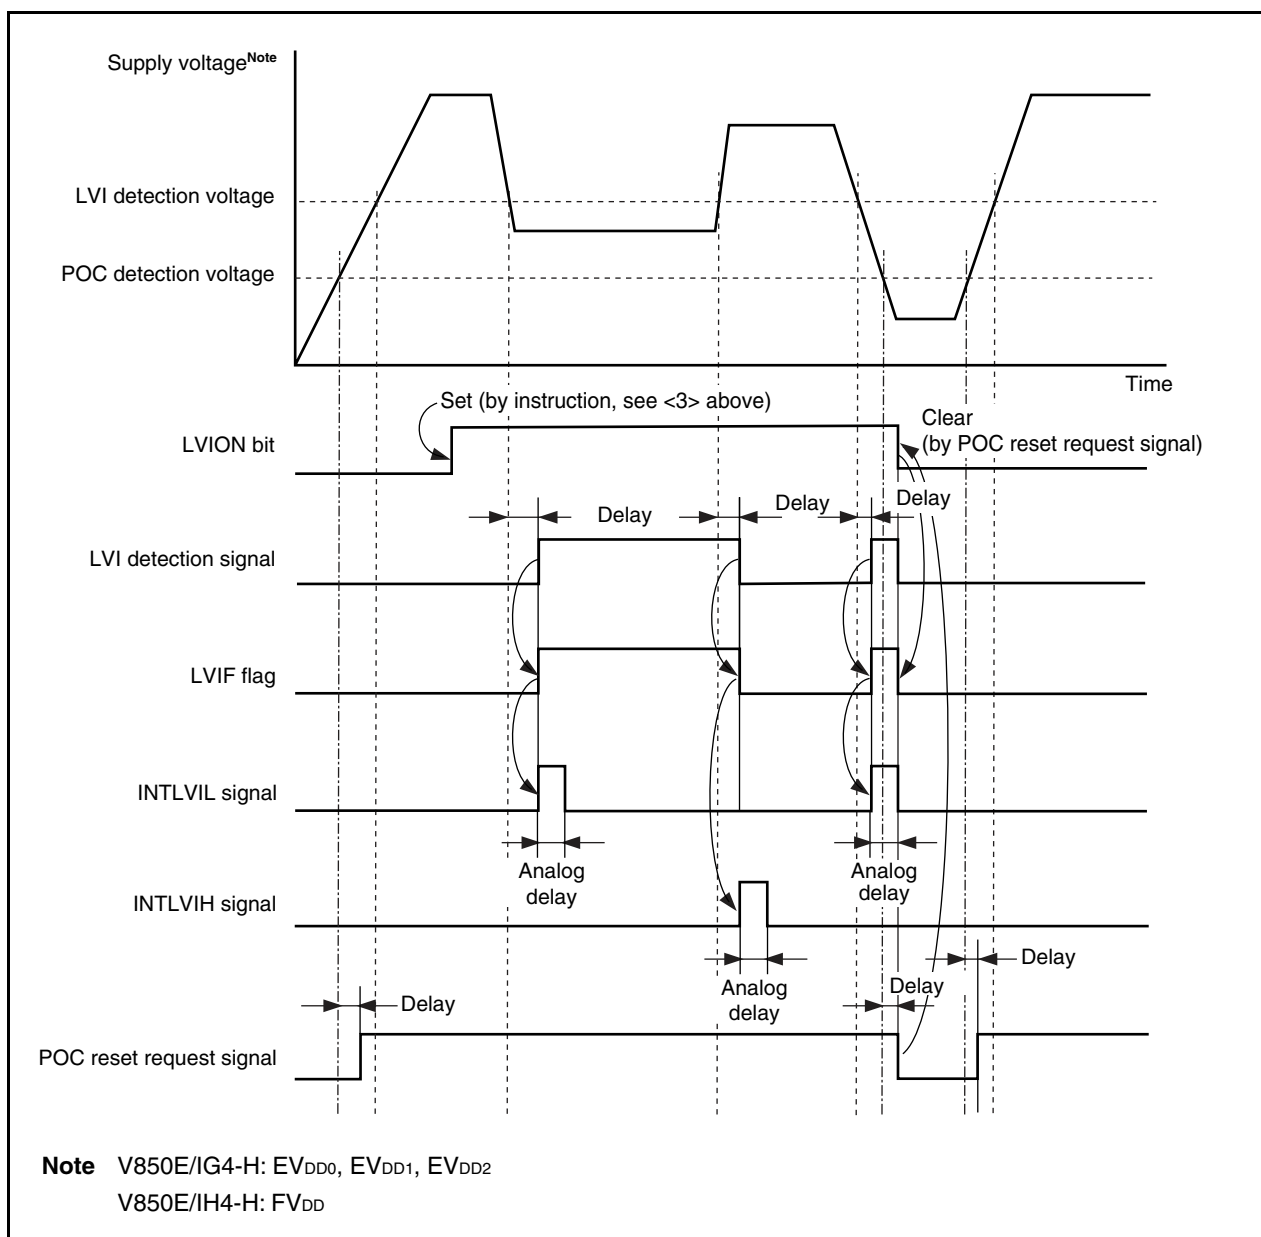 Supply voltageNote
LVI detection voltage
POC detection voltage
Time
Set (by instruction, see <3> above)
Clear
(by POC reset request signal)
LVION bit
Delay
Delay
Delay
LVI detection signal
LVIF flag
INTLVIL signal
Analog
delay
Analog
delay
INTLVIH signal
Analog
delay
Delay
Delay
Delay
POC reset request signal
Note V850E/IG4-H: EVDD0, EVDD1, EVDD2
V850E/IH4-H: FVDD